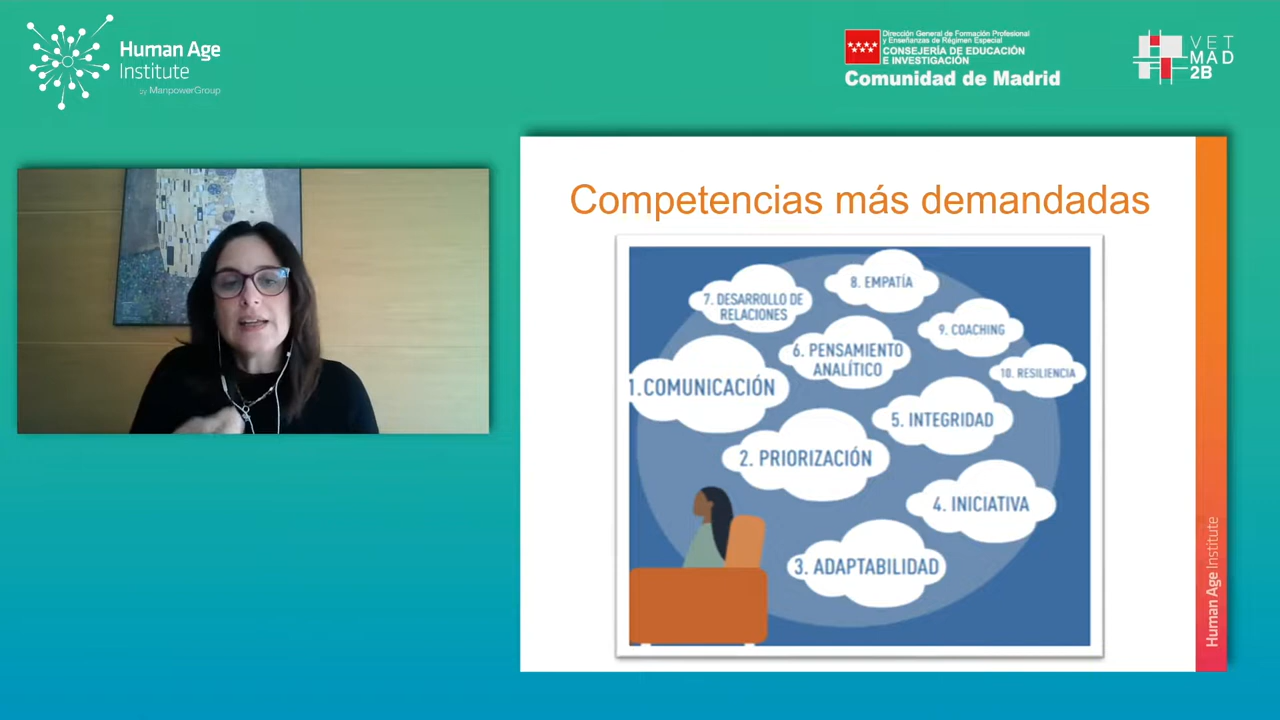 Human Age
Institute
by ManpowerGroup
Dirección General de Formación Profesional
y Enseñanzas de Régimen Especial
CONSEJERÍA DE EDUCACIÓN
E INVESTIGACIÓN
Comunidad de Madrid
VET
MAD
2B
Competencias más demandadas
8. EMPATÍA
7. DESARROLLO DE
RELACIONES
9. COACHING
6. PENSAMIENTO
ANALÍTICO
10. RESILIENCIA
1.COMUNICACIÓN
5. INTEGRIDAD
2. PRIORIZACIÓN
4. INICIATIVA
3. ADAPTABILIDAD
Human Age Institute